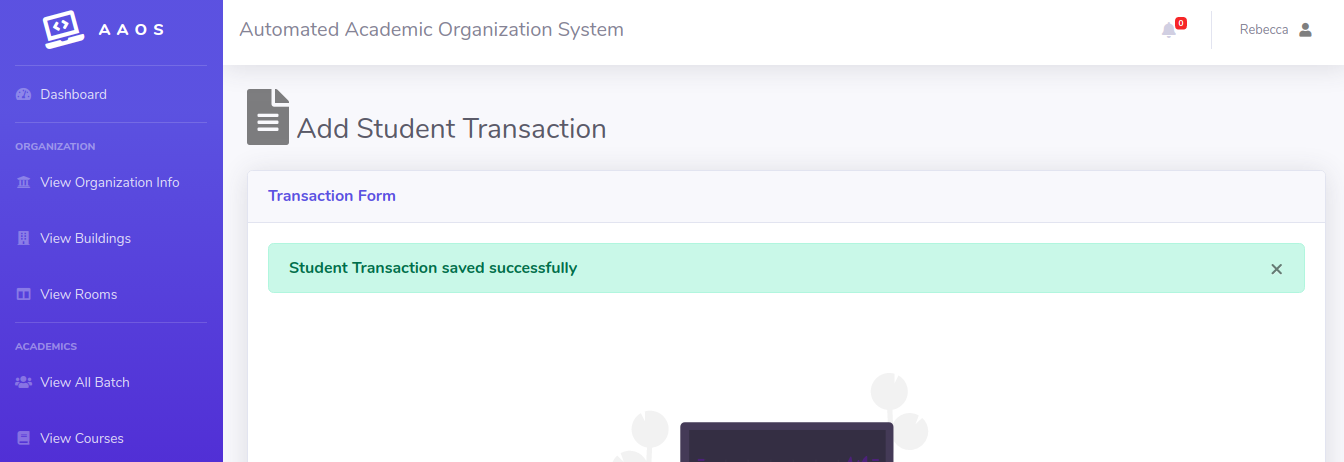 AAOS
Automated Academic Organization System
0
Rebecca
Dashboard
ORGANIZATION
View Organization Info
View Buildings
View Rooms
ACADEMICS
View All Batch
View Courses
Add Student Transaction
Transaction Form
Student Transaction saved successfully
×